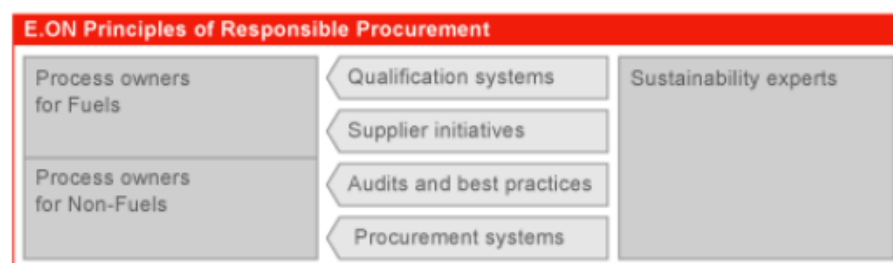 E.ON Principles of Responsible Procurement
Process owners
for Fuels
Process owners
for Non-Fuels
Qualification systems
Supplier initiatives
Audits and best practices
Procurement systems
Sustainability experts